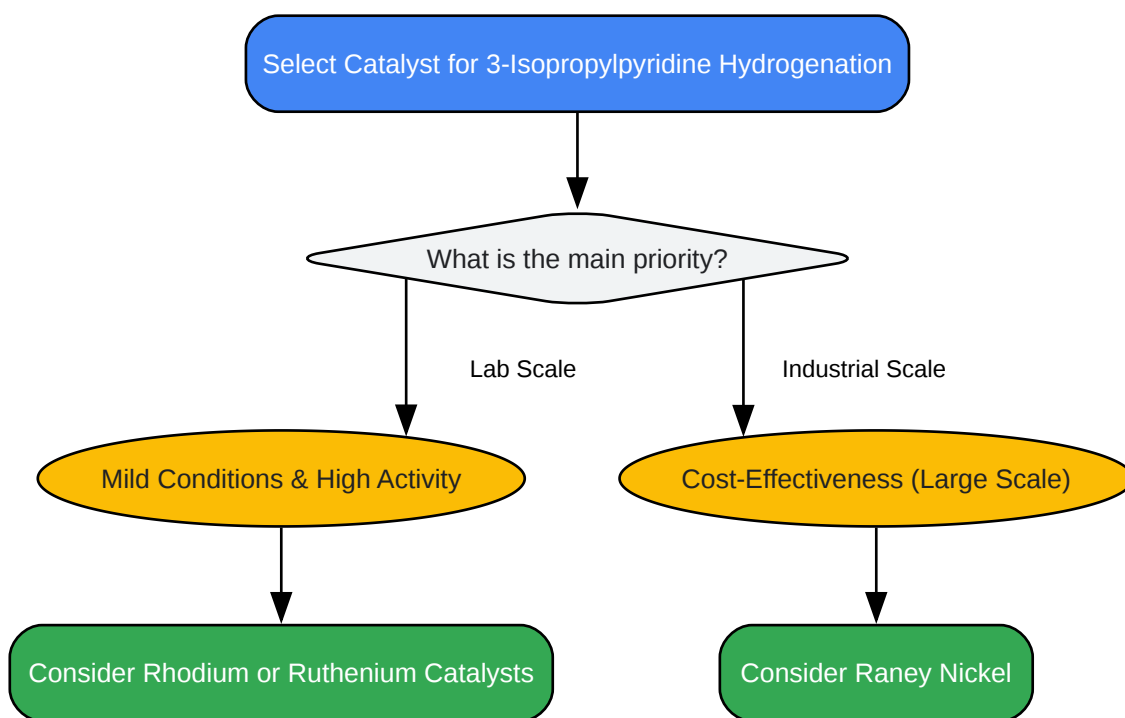 Select Catalyst for 3-Isopropylpyridine Hydrogenation
What is the main priority?
Lab Scale
Industrial Scale
Mild Conditions & High Activity
Cost-Effectiveness (Large Scale)
Consider Rhodium or Ruthenium Catalysts
Consider Raney Nickel